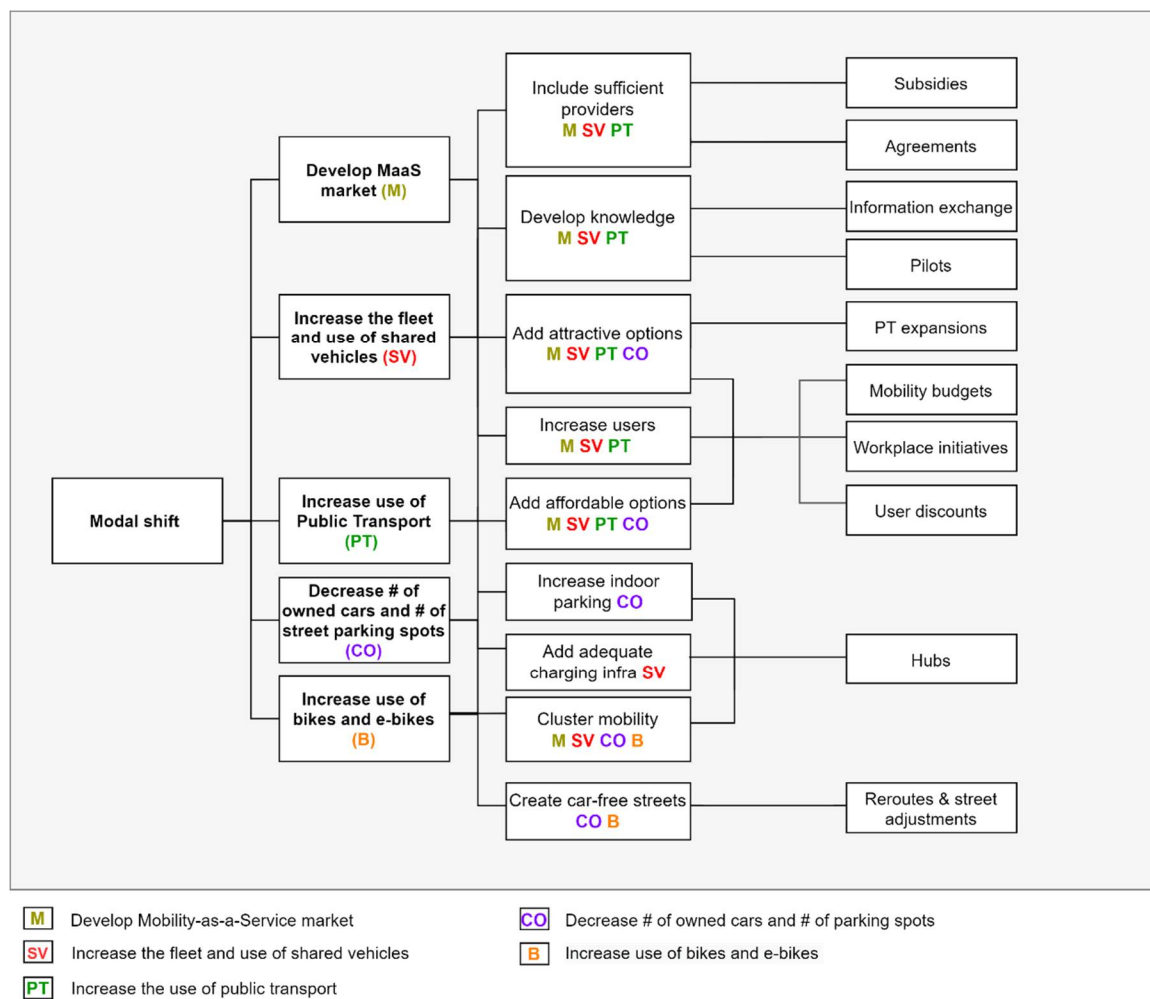 Modal shift
Develop MaaS
market (M)
Increase the fleet
and use of shared
vehicles (SV)
Increase use of
Public Transport
(PT)
Decrease # of
owned cars and # of
street parking spots
(CO)
Increase use of
bikes and e-bikes
(B)
Include sufficient
providers
M SV PT
Develop knowledge
M SV PT
Add attractive options
M SV PT CO
Increase users
M SV PT
Add affordable options
M SV PT CO
Increase indoor
parking CO
Add adequate
charging infra SV
Cluster mobility
M SV CO B
Create car-free streets
CO B
Subsidies
Agreements
Information exchange
Pilots
PT expansions
Mobility budgets
Workplace initiatives
User discounts
Hubs
Reroutes & street
adjustments
M Develop Mobility-as-a-Service market
SV Increase the fleet and use of shared vehicles
PT Increase the use of public transport
CO Decrease # of owned cars and # of parking spots
B Increase use of bikes and e-bikes